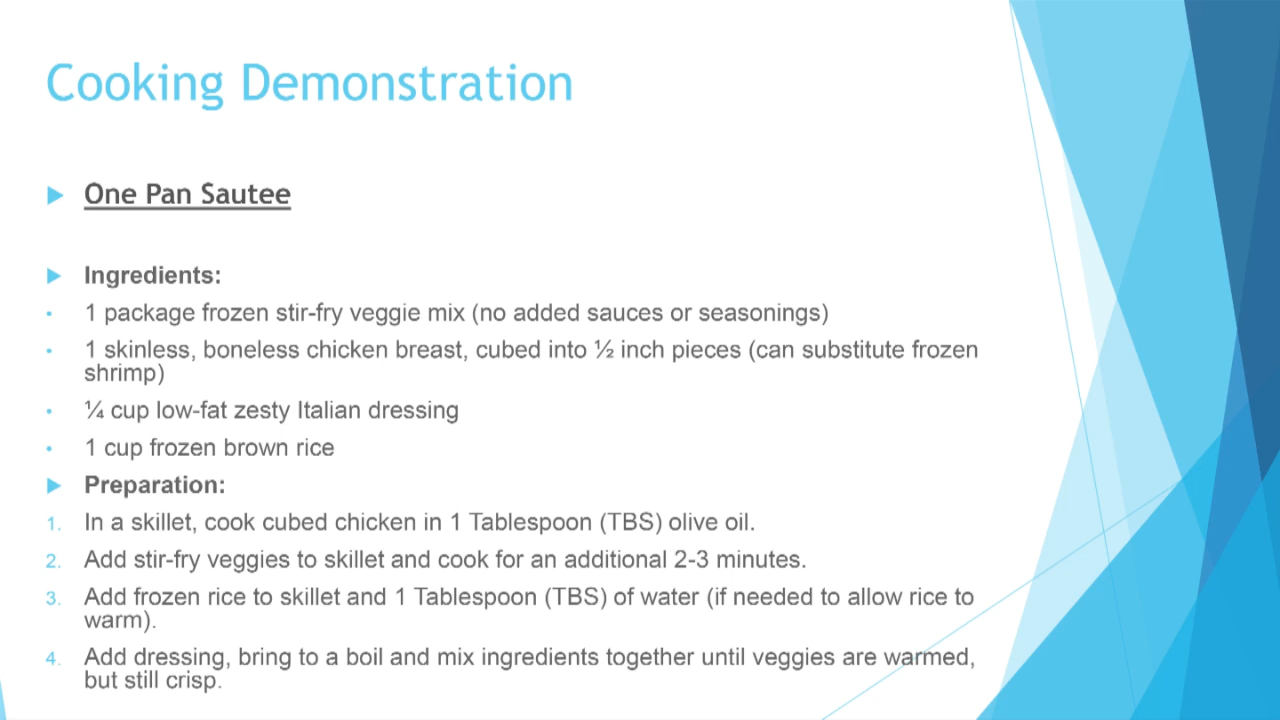 Cooking Demonstration
One Pan Sautee
Ingredients:
1 package frozen stir-fry veggie mix (no added sauces or seasonings)
1 skinless, boneless chicken breast, cubed into ½ inch pieces (can substitute frozen
shrimp)
¼ cup low-fat zesty Italian dressing
1 cup frozen brown rice
Preparation:
1. In a skillet, cook cubed chicken in 1 Tablespoon (TBS) olive oil.
2. Add stir-fry veggies to skillet and cook for an additional 2-3 minutes.
3. Add frozen rice to skillet and 1 Tablespoon (TBS) of water (if needed to allow rice to
warm).
4. Add dressing, bring to a boil and mix ingredients together until veggies are warmed,
but still crisp.